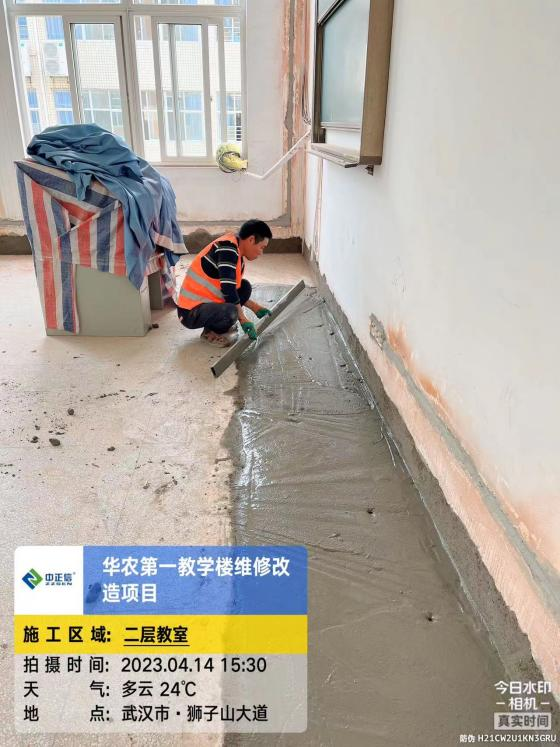 中正信®
ZZSEN
华农第一教学楼维修改
造项目
施工区域: 二层教室
拍摄时间: 2023.04.14 15:30
天气: 多云 24℃
地点: 武汉市·狮子山大道
今日水印
-相机-
真实时间
防伪 H21CW2U1KN3GRU